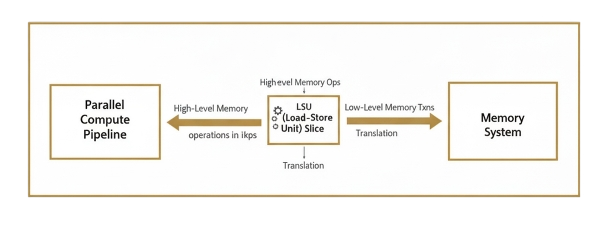 High-evel Memory Ops
Parallel
Compute
Pipeline
High-Level Memory
operations in ikps
LSU
(Load-Store
Unit) Slice
Low-Level Memory Txns
Translation
Memory
System
Translation